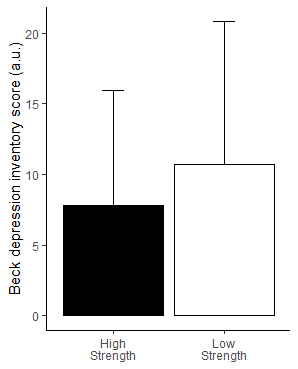 Beck depression inventory score (a.u.)
20
15
10
5
0
High
Strength
Low
Strength